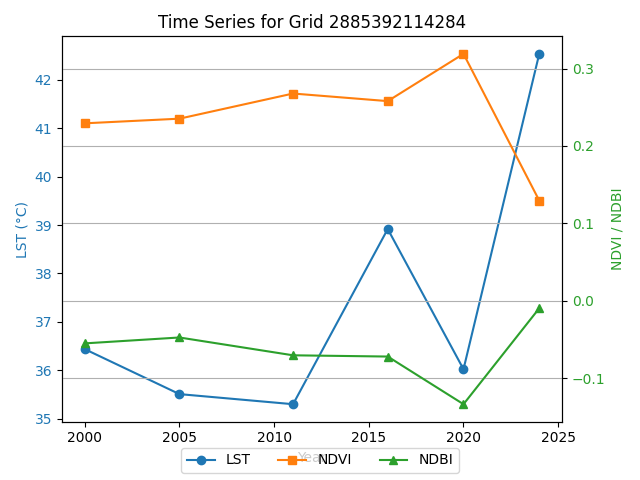 Time Series for Grid 2885392114284
LST (°C)
42
41
40
39
38
37
36
35
0.3
0.2
0.1
0.0
−0.1
NDVI / NDBI
2000 2005 2010 2015 2020 2025
Year
LST NDVI NDBI